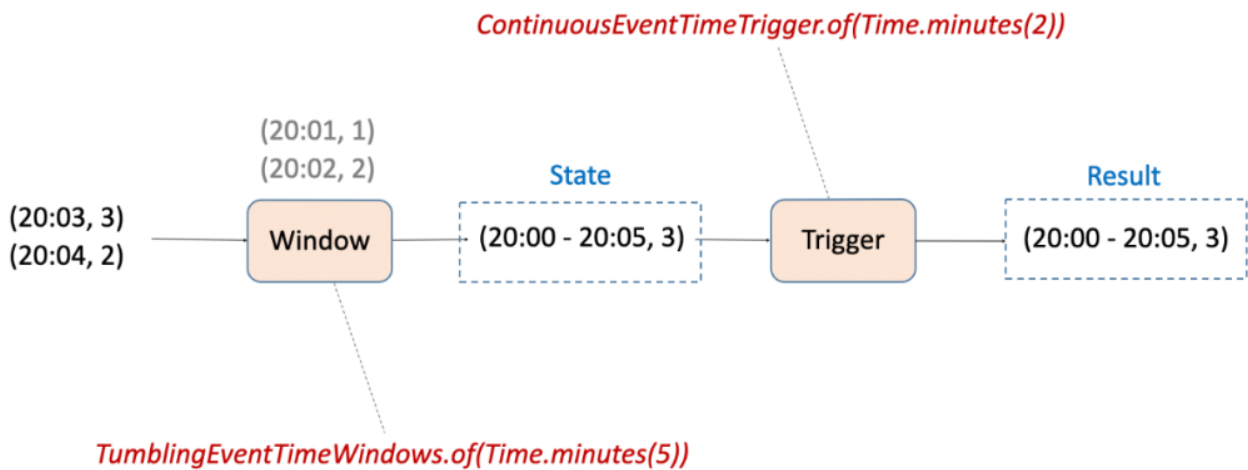 ContinuousEventTimeTrigger.of(Time.minutes(2))
(20:01, 1)
(20:02, 2)
State
Result
(20:03, 3)
(20:04, 2)
Window
(20:00 - 20:05, 3)
Trigger
(20:00 - 20:05, 3)
TumblingEventTimeWindows.of(Time.minutes(5))